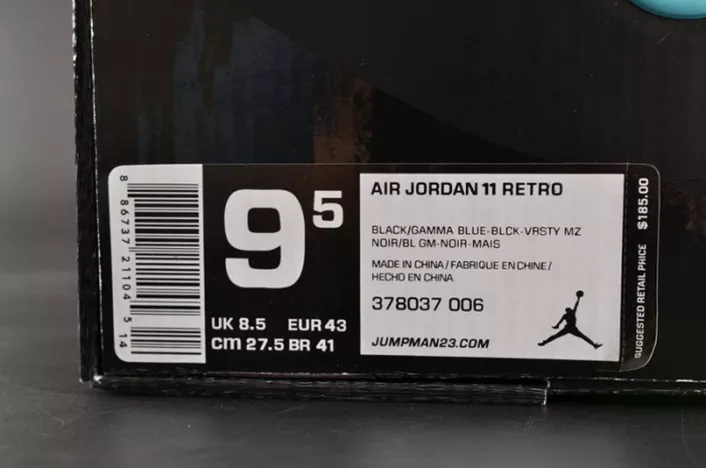 8 86737 21104 5 14
9⁵
UK 8.5 EUR 43
cm 27.5 BR 41
AIR JORDAN 11 RETRO
BLACK/GAMMA BLUE-BLCK-VRSTY MZ
NOIR/BL GM-NOIR-MAIS
MADE IN CHINA / FABRIQUE EN CHINE /
HECHO EN CHINA
378037 006
JUMPMAN23.COM
SUGGESTED RETAIL PRICE $185.00